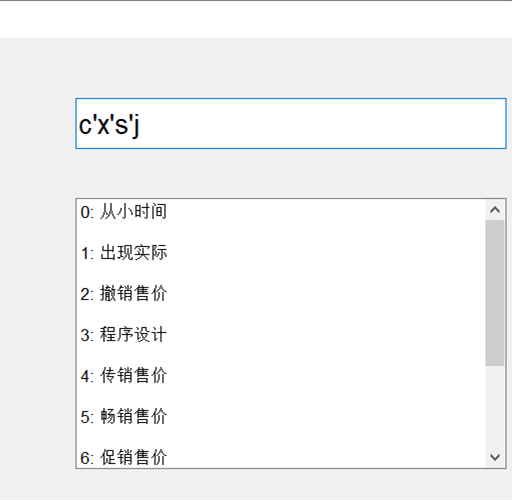 c'x's'j
0: 从小时间
1: 出现实际
2: 撤销售价
3: 程序设计
4: 传销售价
5: 畅销售价
6: 促销售价